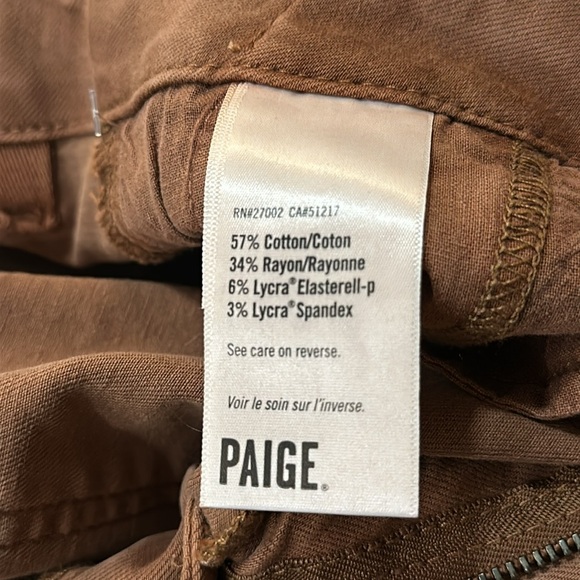 RN#27002 CA#51217
57% Cotton/Coton
34% Rayon/Rayonne
6% Lycra® Elasterell-p
3% Lycra® Spandex
See care on reverse.
Voir le soin sur l'inverse.
PAIGE®